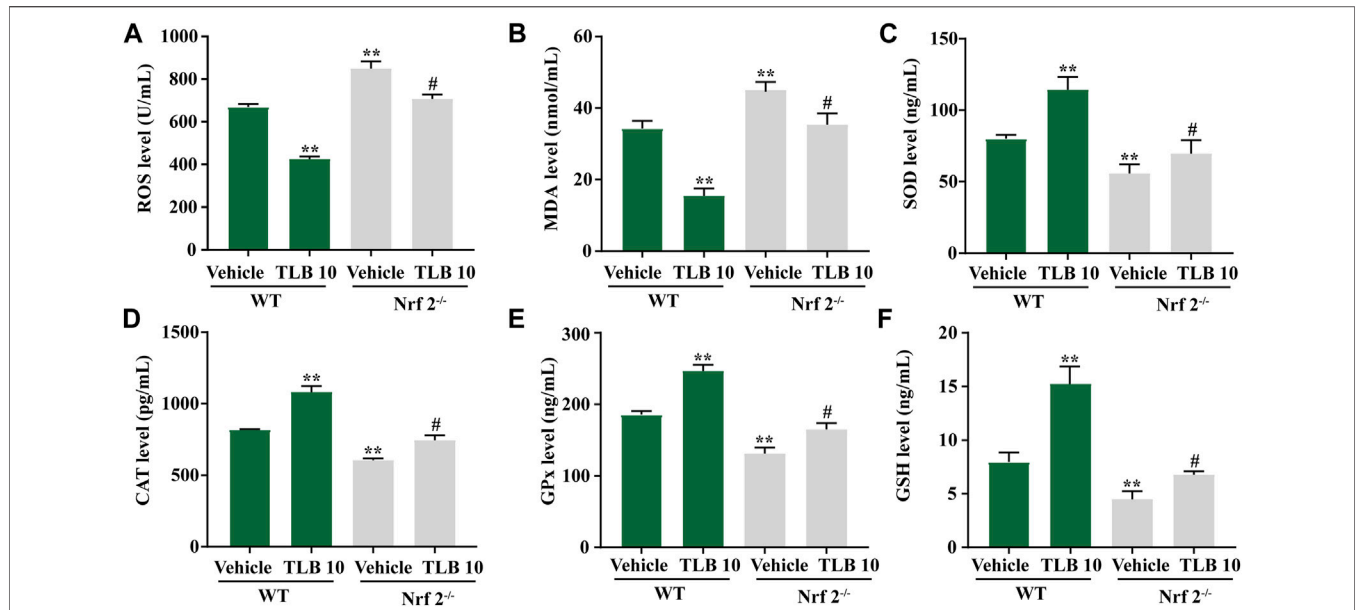 A
ROS level (U/mL)
1000
800
600
400
200
0
**
**
#
Vehicle TLB 10 Vehicle TLB 10
WT Nrf 2-/-
B
MDA level (nmol/mL)
60
40
20
0
**
**
#
Vehicle TLB 10 Vehicle TLB 10
WT Nrf 2-/-
C
SOD level (ng/mL)
150
100
50
0
**
**
#
Vehicle TLB 10 Vehicle TLB 10
WT Nrf 2-/-
D
CAT level (pg/mL)
1500
1000
500
0
**
**
#
Vehicle TLB 10 Vehicle TLB 10
WT Nrf 2-/-
E
GPx level (ng/mL)
300
200
100
0
**
**
#
Vehicle TLB 10 Vehicle TLB 10
WT Nrf 2-/-
F
GSH level (ng/mL)
20
15
10
5
0
**
**
#
Vehicle TLB 10 Vehicle TLB 10
WT Nrf 2-/-